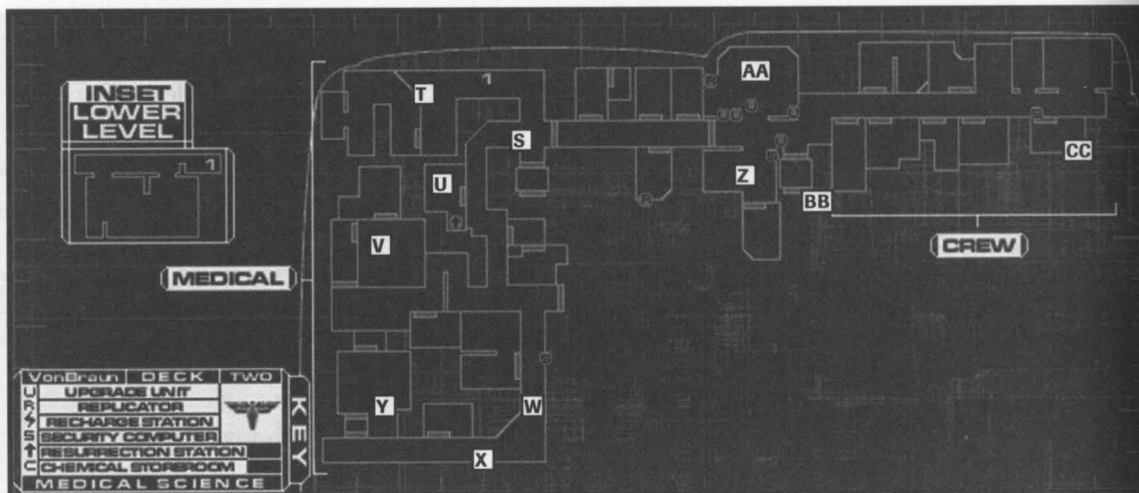 INSET
LOWER
LEVEL
1
AA
T
1
S
U
V
Z
BB
CC
MEDICAL
CREW
VonBraun DECK TWO
U UPGRADE UNIT
R REPLICATOR
RECHARGE STATION
S SECURITY COMPUTER
RESURRECTION STATION
C CHEMICAL STOREROOM
MEDICAL SCIENCE
KEY
Y
W
X